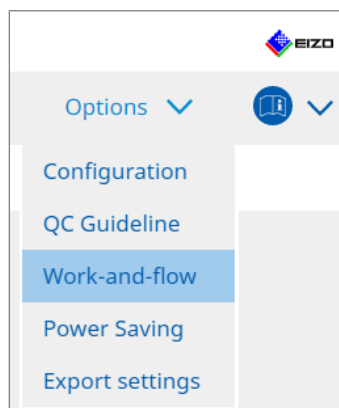 EIZO
Options
Configuration
QC Guideline
Work-and-flow
Power Saving
Export settings